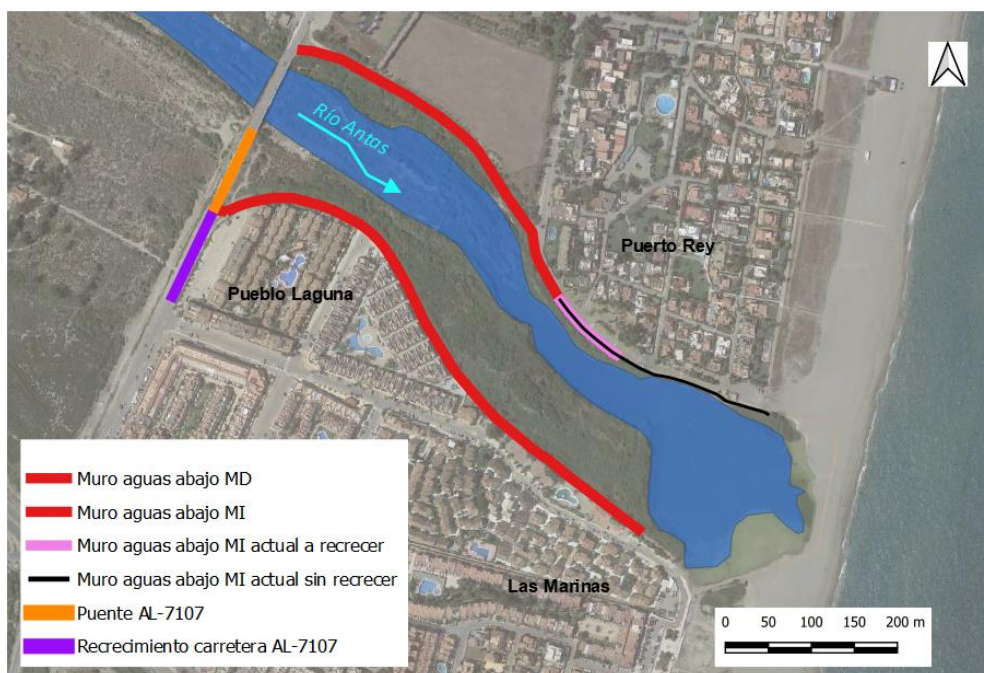 Río Antas
Puerto Rey
Pueblo Laguna
Las Marinas
Muro aguas abajo MD
Muro aguas abajo MI
Muro aguas abajo MI actual a recrecer
Muro aguas abajo MI actual sin recrecer
Puente AL-7107
Recrecimiento carretera AL-7107
0 50 100 150 200 m